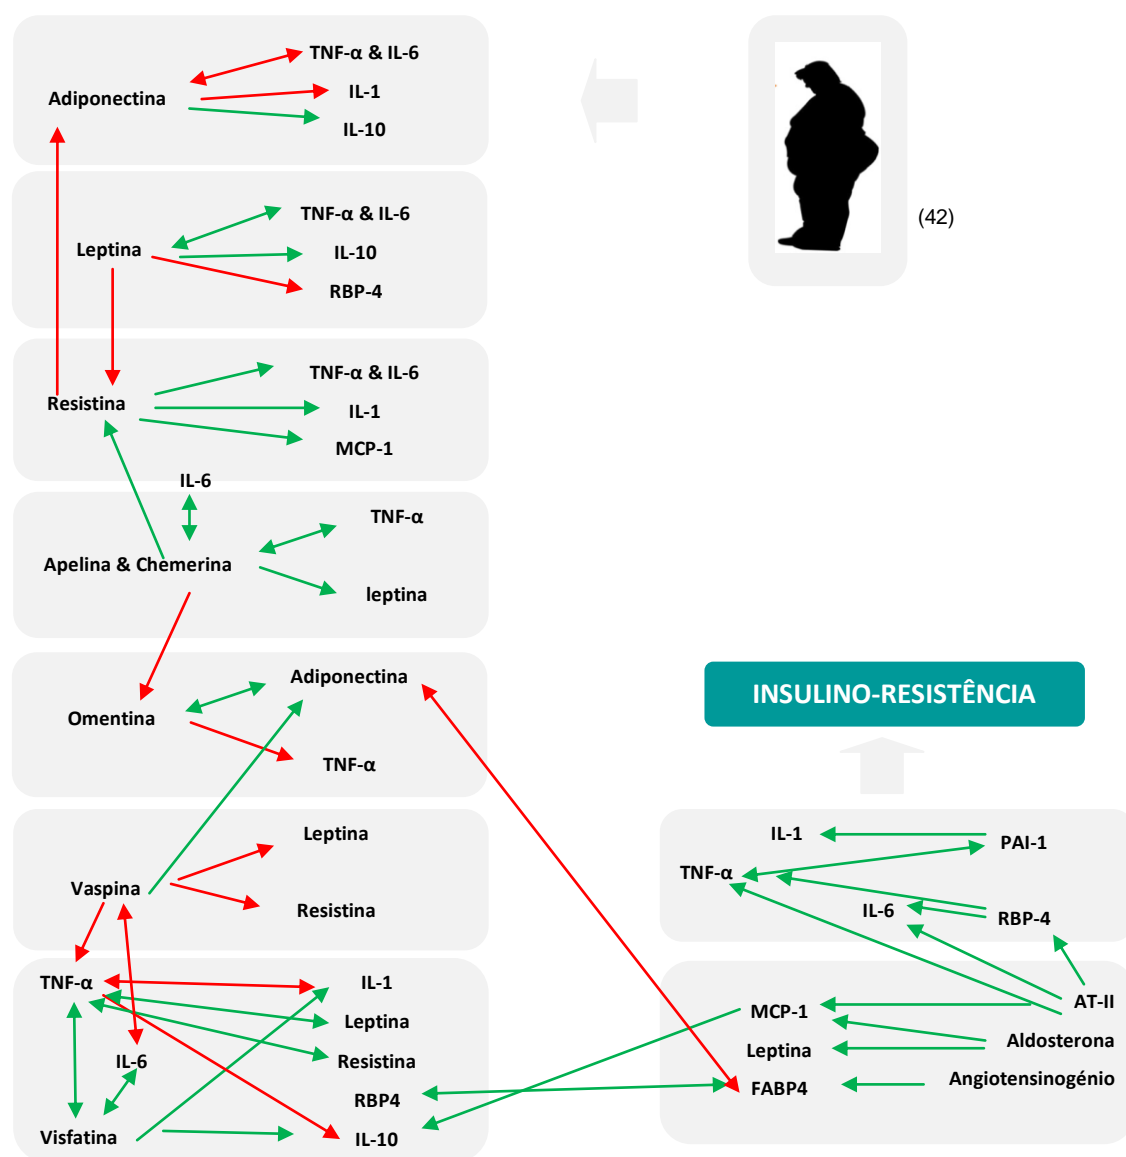 TNF-α & IL-6
Adiponectina
IL-1
IL-10
(42)
TNF-α & IL-6
Leptina
IL-10
RBP-4
TNF-α & IL-6
Resistina
IL-1
MCP-1
IL-6
TNF-α
Apelina & Chemerina
leptina
Adiponectina
Omentina
TNF-α
INSULINO-RESISTÊNCIA
Leptina
Vaspina
Resistina
IL-1
PAI-1
TNF-α
IL-6
RBP-4
TNF-α
IL-1
Leptina
IL-6
Resistina
RBP4
Visfatina
IL-10
AT-II
MCP-1
Aldosterona
Leptina
Angiotensinogénio
FABP4